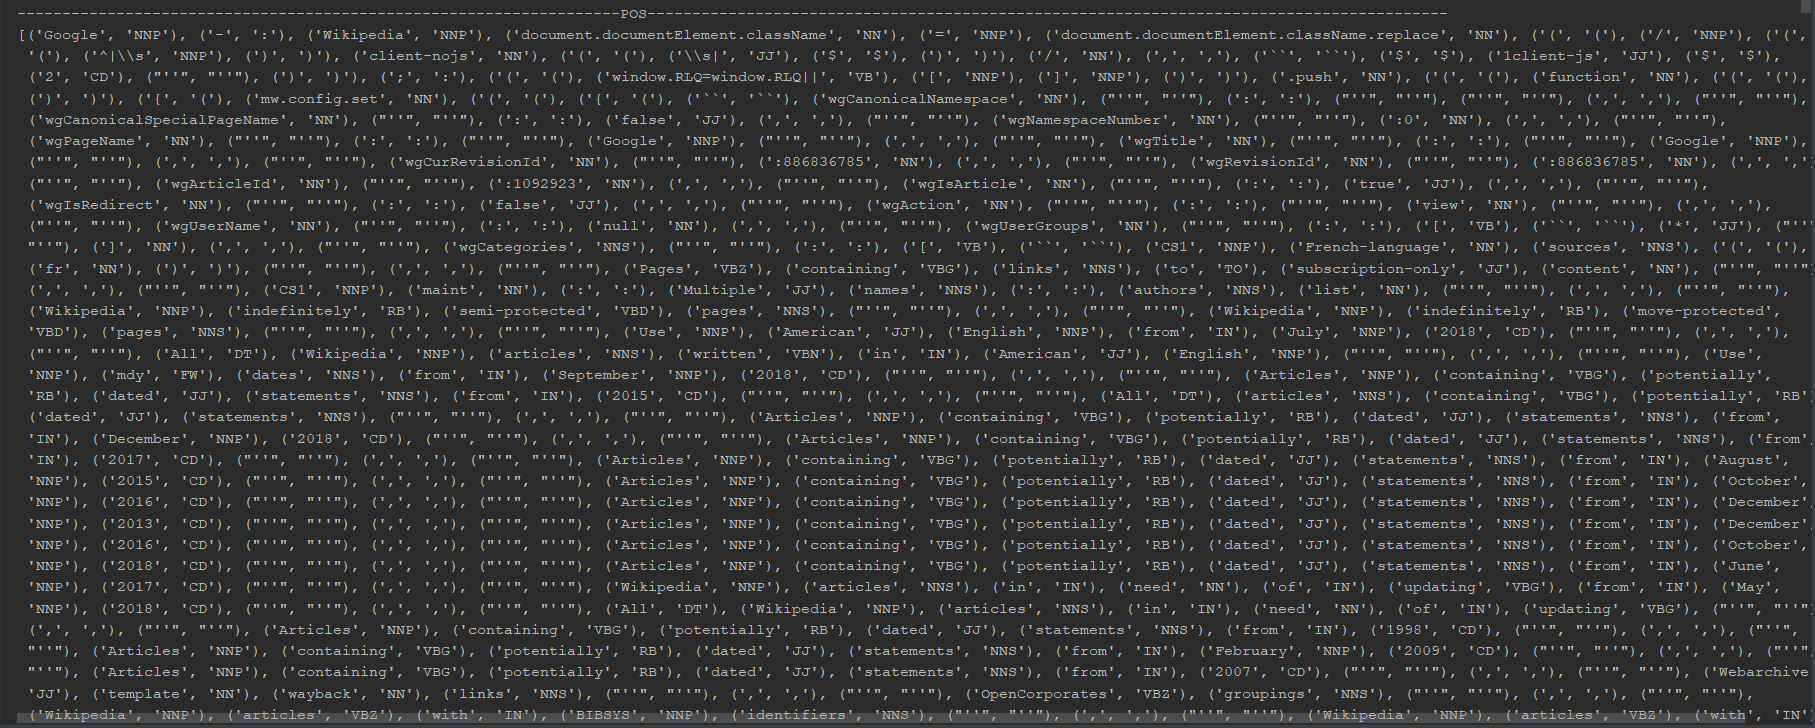 ---------------------------------------------------------------------------POS----------------------------------------------------------------------------------------------------
[('Google', 'NNP'), ('-', ':'), ('Wikipedia', 'NNP'), ('document.documentElement.className', 'NN'), ('=', 'NNP'), ('document.documentElement.className.replace', 'NN'), ('(', '('), ('/', 'NNP'), ('(',
'('), ('^|\\s', 'NNP'), (')', ')'), ('client-nojs', 'NN'), ('(', '('), ('\\s|', 'JJ'), ('$', '$'), (')', ')'), ('/', 'NN'), (',', ','), ('``', '``'), ('$', '$'), ('1client-js', 'JJ'), ('$', '$'),
('2', 'CD'), ("''", "''"), (')', ')'), (';', ':'), ('(', '('), ('window.RLQ=window.RLQ||', 'VB'), ('[', 'NNP'), (']', 'NNP'), (')', ')'), ('.push', 'NN'), ('(', '('), ('function', 'NN'), ('(', '('),
(')', ')'), ('{', '('), ('mw.config.set', 'NN'), ('(', '('), ('{', '('), ('``', '``'), ('wgCanonicalNamespace', 'NN'), ("''", "''"), (':', ':'), ("''", "''"), ("''", "''"), (',', ','), ("''", "''"),
('wgCanonicalSpecialPageName', 'NN'), ("''", "''"), (':', ':'), ('false', 'JJ'), (',', ','), ("''", "''"), ('wgNamespaceNumber', 'NN'), ("''", "''"), (':0', 'NN'), (',', ','), ("''", "''"),
('wgPageName', 'NN'), ("''", "''"), (':', ':'), ("''", "''"), ('Google', 'NNP'), ("''", "''"), (',', ','), ("''", "''"), ('wgTitle', 'NN'), ("''", "''"), (':', ':'), ("''", "''"), ('Google', 'NNP'),
("''", "''"), (',', ','), ("''", "''"), ('wgCurRevisionId', 'NN'), ("''", "''"), (':886836785', 'NN'), (',', ','), ("''", "''"), ('wgRevisionId', 'NN'), ("''", "''"), (':886836785', 'NN'), (',', ','
("''", "''"), ('wgArticleId', 'NN'), ("''", "''"), (':1092923', 'NN'), (',', ','), ("''", "''"), ('wgIsArticle', 'NN'), ("''", "''"), (':', ':'), ('true', 'JJ'), (',', ','), ("''", "''"),
('wgIsRedirect', 'NN'), ("''", "''"), (':', ':'), ('false', 'JJ'), (',', ','), ("''", "''"), ('wgAction', 'NN'), ("''", "''"), (':', ':'), ("''", "''"), ('view', 'NN'), ("''", "''"), (',', ','),
("''", "''"), ('wgUserName', 'NN'), ("''", "''"), (':', ':'), ('null', 'NN'), (',', ','), ("''", "''"), ('wgUserGroups', 'NN'), ("''", "''"), (':', ':'), ('[', 'VB'), ('``', '``'), ('*', 'JJ'), ("''"
"''"), (']', 'NN'), (',', ','), ("''", "''"), ('wgCategories', 'NNS'), ("''", "''"), (':', ':'), ('[', 'VB'), ('``', '``'), ('CS1', 'NNP'), ('French-language', 'NN'), ('sources', 'NNS'), ('(', '('),
('fr', 'NN'), (')', ')'), ("''", "''"), (',', ','), ("''", "''"), ('Pages', 'VBZ'), ('containing', 'VBG'), ('links', 'NNS'), ('to', 'TO'), ('subscription-only', 'JJ'), ('content', 'NN'), ("''", "''"
(',', ','), ("''", "''"), ('CS1', 'NNP'), ('maint', 'NN'), (':', ':'), ('Multiple', 'JJ'), ('names', 'NNS'), (':', ':'), ('authors', 'NNS'), ('list', 'NN'), ("''", "''"), (',', ','), ("''", "''"),
('Wikipedia', 'NNP'), ('indefinitely', 'RB'), ('semi-protected', 'VBD'), ('pages', 'NNS'), ("''", "''"), (',', ','), ("''", "''"), ('Wikipedia', 'NNP'), ('indefinitely', 'RB'), ('move-protected',
'VBD'), ('pages', 'NNS'), ("''", "''"), (',', ','), ("''", "''"), ('Use', 'NNP'), ('American', 'JJ'), ('English', 'NNP'), ('from', 'IN'), ('July', 'NNP'), ('2018', 'CD'), ("''", "''"), (',', ','),
("''", "''"), ('All', 'DT'), ('Wikipedia', 'NNP'), ('articles', 'NNS'), ('written', 'VBN'), ('in', 'IN'), ('American', 'JJ'), ('English', 'NNP'), ("''", "''"), (',', ','), ("''", "''"), ('Use',
'NNP'), ('mdy', 'FW'), ('dates', 'NNS'), ('from', 'IN'), ('September', 'NNP'), ('2018', 'CD'), ("''", "''"), (',', ','), ("''", "''"), ('Articles', 'NNP'), ('containing', 'VBG'), ('potentially',
'RB'), ('dated', 'JJ'), ('statements', 'NNS'), ('from', 'IN'), ('2015', 'CD'), ("''", "''"), (',', ','), ("''", "''"), ('All', 'DT'), ('articles', 'NNS'), ('containing', 'VBG'), ('potentially', 'RB'
('dated', 'JJ'), ('statements', 'NNS'), ("''", "''"), (',', ','), ("''", "''"), ('Articles', 'NNP'), ('containing', 'VBG'), ('potentially', 'RB'), ('dated', 'JJ'), ('statements', 'NNS'), ('from',
'IN'), ('December', 'NNP'), ('2018', 'CD'), ("''", "''"), (',', ','), ("''", "''"), ('Articles', 'NNP'), ('containing', 'VBG'), ('potentially', 'RB'), ('dated', 'JJ'), ('statements', 'NNS'), ('from'
'IN'), ('2017', 'CD'), ("''", "''"), (',', ','), ("''", "''"), ('Articles', 'NNP'), ('containing', 'VBG'), ('potentially', 'RB'), ('dated', 'JJ'), ('statements', 'NNS'), ('from', 'IN'), ('August',
'NNP'), ('2015', 'CD'), ("''", "''"), (',', ','), ("''", "''"), ('Articles', 'NNP'), ('containing', 'VBG'), ('potentially', 'RB'), ('dated', 'JJ'), ('statements', 'NNS'), ('from', 'IN'), ('October',
'NNP'), ('2016', 'CD'), ("''", "''"), (',', ','), ("''", "''"), ('Articles', 'NNP'), ('containing', 'VBG'), ('potentially', 'RB'), ('dated', 'JJ'), ('statements', 'NNS'), ('from', 'IN'), ('December'
'NNP'), ('2013', 'CD'), ("''", "''"), (',', ','), ("''", "''"), ('Articles', 'NNP'), ('containing', 'VBG'), ('potentially', 'RB'), ('dated', 'JJ'), ('statements', 'NNS'), ('from', 'IN'), ('December'
'NNP'), ('2016', 'CD'), ("''", "''"), (',', ','), ("''", "''"), ('Articles', 'NNP'), ('containing', 'VBG'), ('potentially', 'RB'), ('dated', 'JJ'), ('statements', 'NNS'), ('from', 'IN'), ('October',
'NNP'), ('2018', 'CD'), ("''", "''"), (',', ','), ("''", "''"), ('Articles', 'NNP'), ('containing', 'VBG'), ('potentially', 'RB'), ('dated', 'JJ'), ('statements', 'NNS'), ('from', 'IN'), ('June',
'NNP'), ('2017', 'CD'), ("''", "''"), (',', ','), ("''", "''"), ('Wikipedia', 'NNP'), ('articles', 'NNS'), ('in', 'IN'), ('need', 'NN'), ('of', 'IN'), ('updating', 'VBG'), ('from', 'IN'), ('May',
'NNP'), ('2018', 'CD'), ("''", "''"), (',', ','), ("''", "''"), ('All', 'DT'), ('Wikipedia', 'NNP'), ('articles', 'NNS'), ('in', 'IN'), ('need', 'NN'), ('of', 'IN'), ('updating', 'VBG'), ("''", "''"
(',', ','), ("''", "''"), ('Articles', 'NNP'), ('containing', 'VBG'), ('potentially', 'RB'), ('dated', 'JJ'), ('statements', 'NNS'), ('from', 'IN'), ('1998', 'CD'), ("''", "''"), (',', ','), ("''",
"''"), ('Articles', 'NNP'), ('containing', 'VBG'), ('potentially', 'RB'), ('dated', 'JJ'), ('statements', 'NNS'), ('from', 'IN'), ('February', 'NNP'), ('2009', 'CD'), ("''", "''"), (',', ','), ("''"
"''"), ('Articles', 'NNP'), ('containing', 'VBG'), ('potentially', 'RB'), ('dated', 'JJ'), ('statements', 'NNS'), ('from', 'IN'), ('2007', 'CD'), ("''", "''"), (',', ','), ("''", "''"), ('Webarchive
'JJ'), ('template', 'NN'), ('wayback', 'NN'), ('links', 'NNS'), ("''", "''"), (',', ','), ("''", "''"), ('OpenCorporates', 'VBZ'), ('groupings', 'NNS'), ("''", "''"), (',', ','), ("''", "''"),
('Wikipedia', 'NNP'), ('articles', 'VBZ'), ('with', 'IN'), ('BIBSYS', 'NNP'), ('identifiers', 'NNS'), ("''", "''"), (',', ','), ("''", "''"), ('Wikipedia', 'NNP'), ('articles', 'VBZ'), ('with', 'IN'